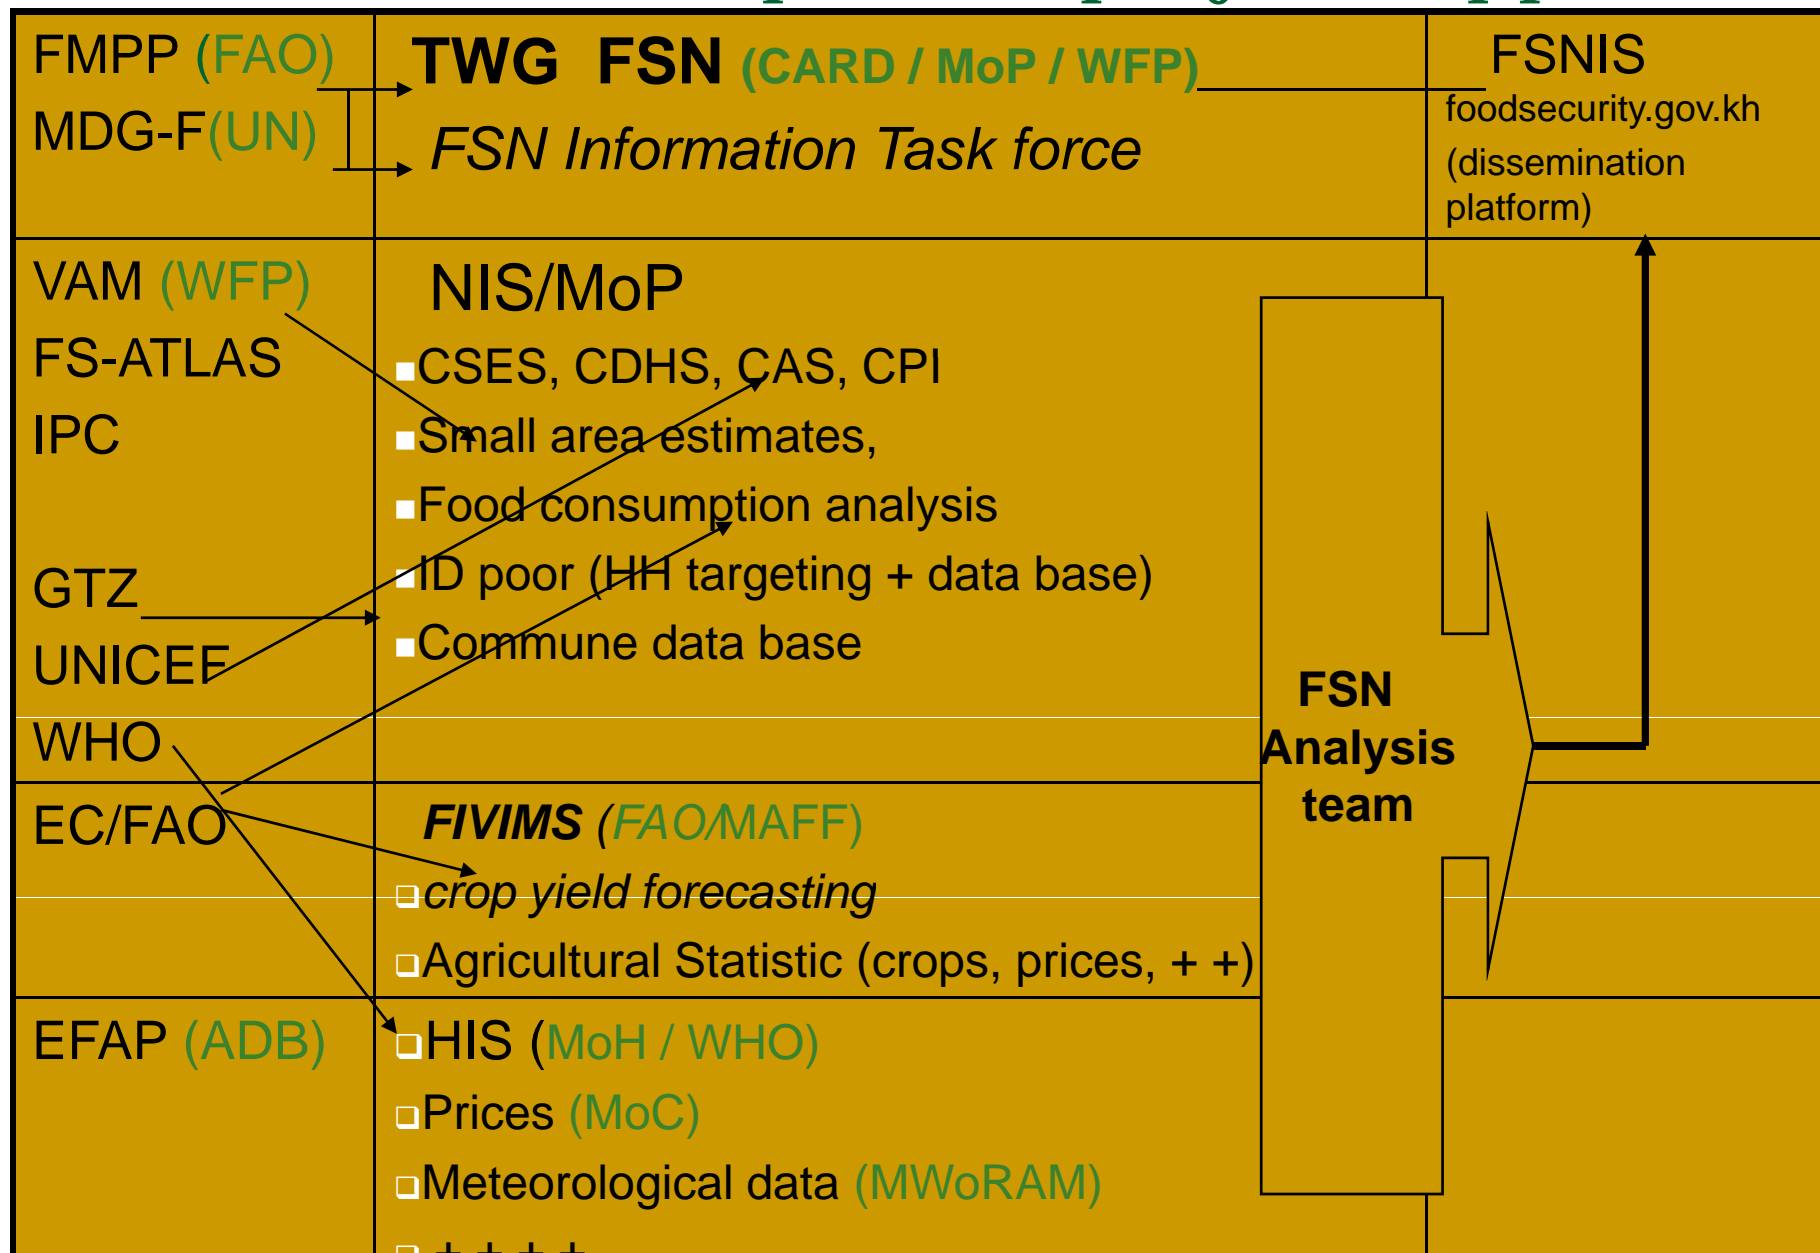 FMPP (FAO)
MDG-F(UN)
TWG FSN (CARD / MoP / WFP)
FSN Information Task force
FSNIS
foodsecurity.gov.kh
(dissemination
platform)
VAM (WFP)
FS-ATLAS
IPC
GTZ
UNICEF
WHO
NIS/MoP
CSES, CDHS, CAS, CPI
Small area estimates,
Food consumption analysis
ID poor (HH targeting + data base)
Commune data base
FSN
Analysis
team
EC/FAO
FIVIMS (FAO/MAFF)
crop yield forecasting
Agricultural Statistic (crops, prices, + +)
EFAP (ADB)
HIS (MoH / WHO)
Prices (MoC)
Meteorological data (MWoRAM)
+ + + +